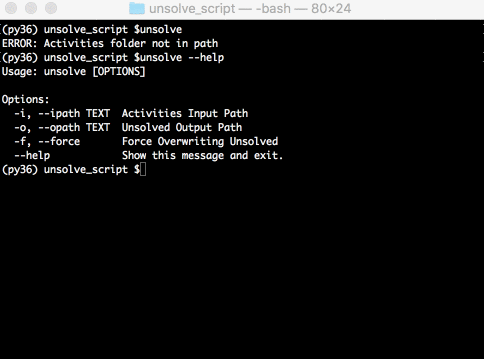 unsolve_script — -bash — 80×24
(py36) unsolve_script $unsolve
ERROR: Activities folder not in path
(py36) unsolve_script $unsolve --help
Usage: unsolve [OPTIONS]
Options:
-i, --ipath TEXT  Activities Input Path
-o, --opath TEXT  Unsolved Output Path
-f, --force       Force Overwriting Unsolved
--help            Show this message and exit.
(py36) unsolve_script $